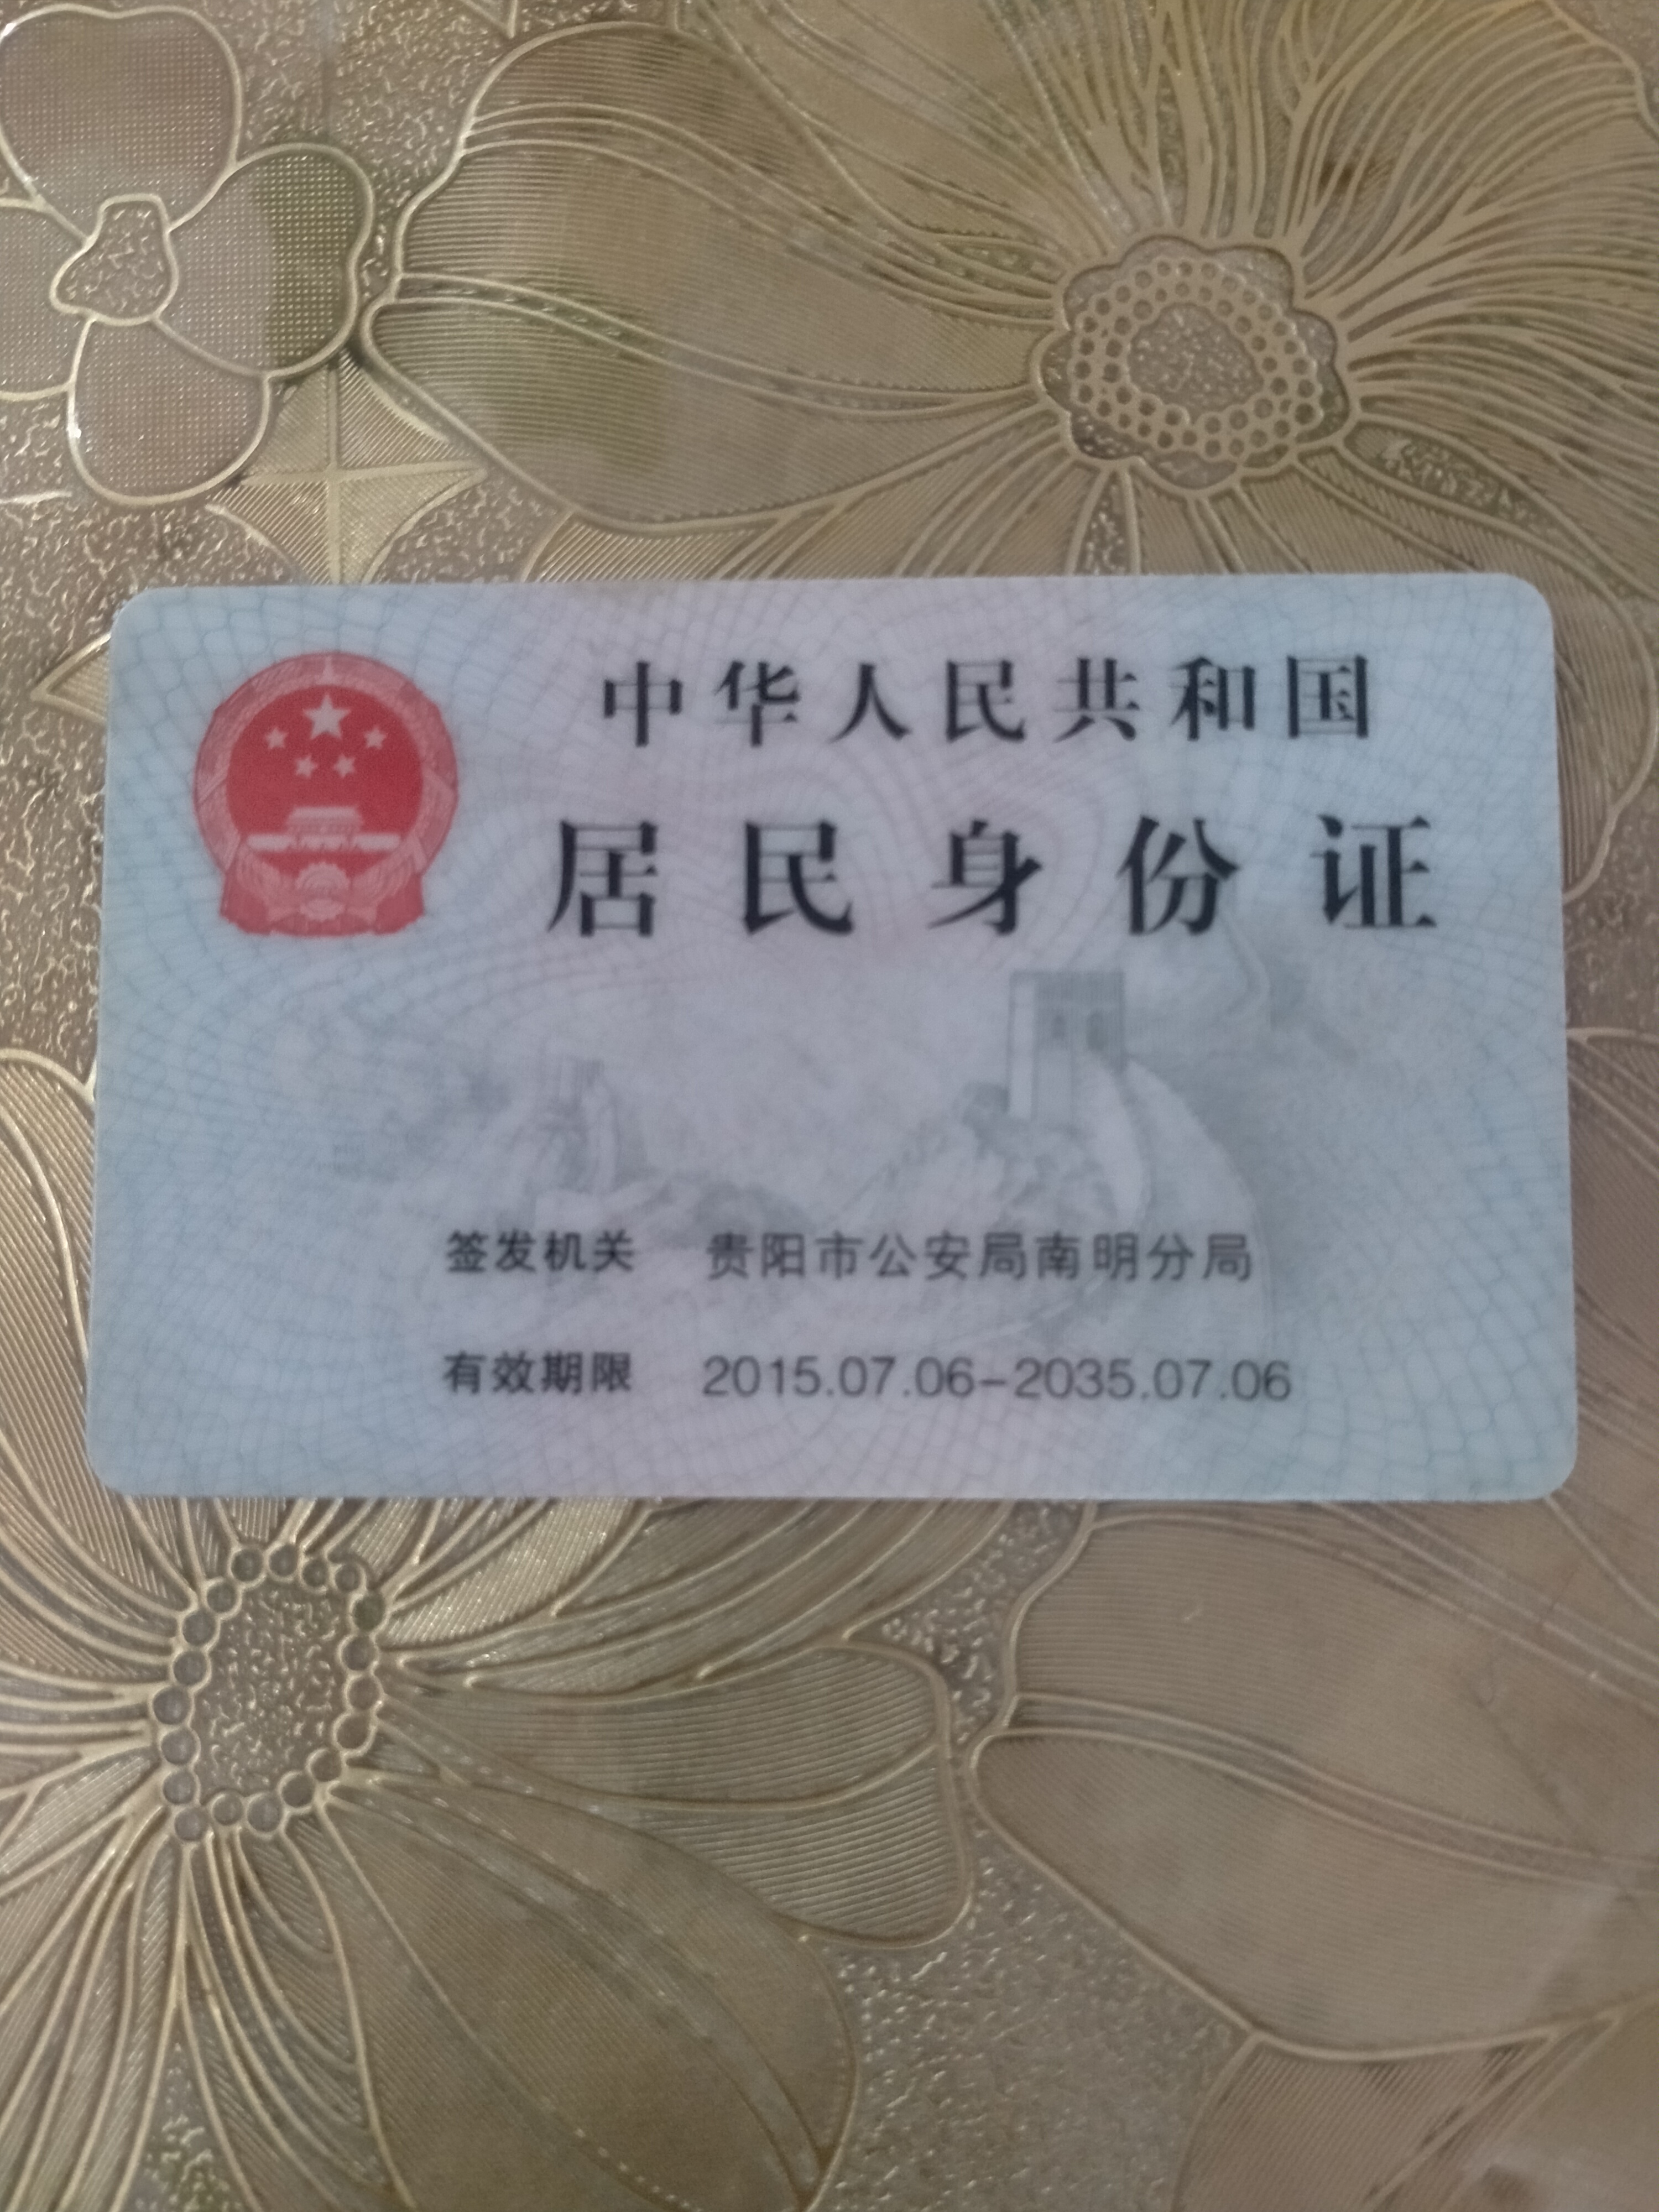 中华人民共和国
居民身份证
签发机关 贵阳市公安局南明分局
有效期限 2015.07.06-2035.07.06